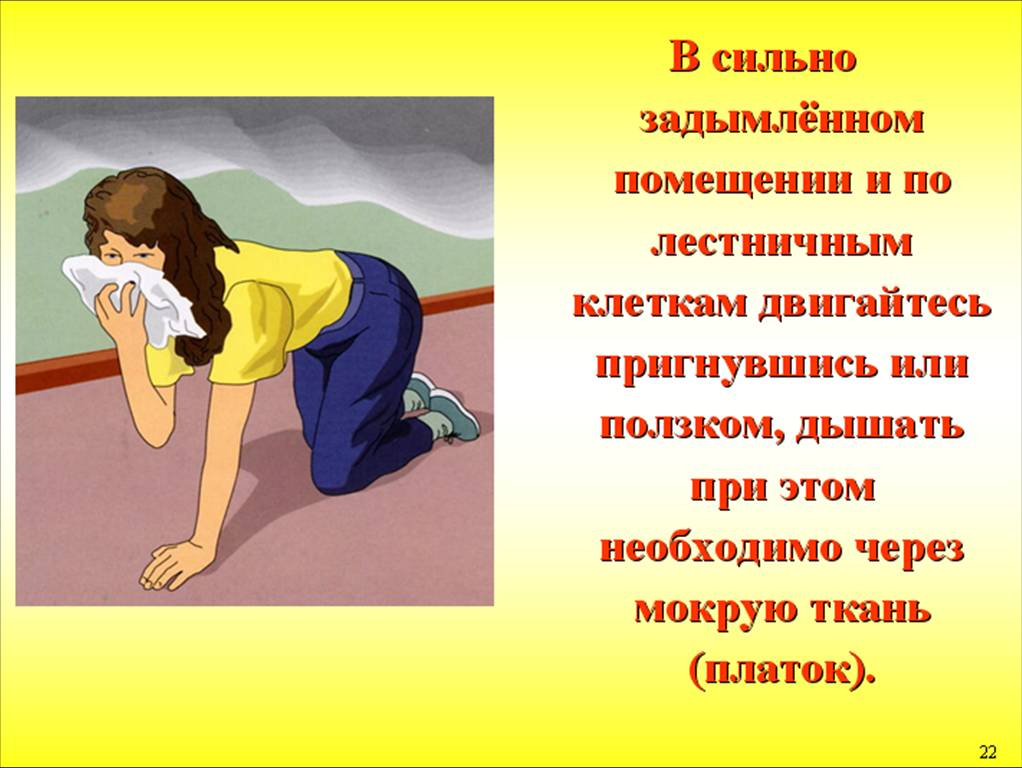 В сильно
задымлённом
помещении и по
лестничным
клеткам двигайтесь
пригнувшись или
ползком, дышать
при этом
необходимо через
мокрую ткань
(платок).
22